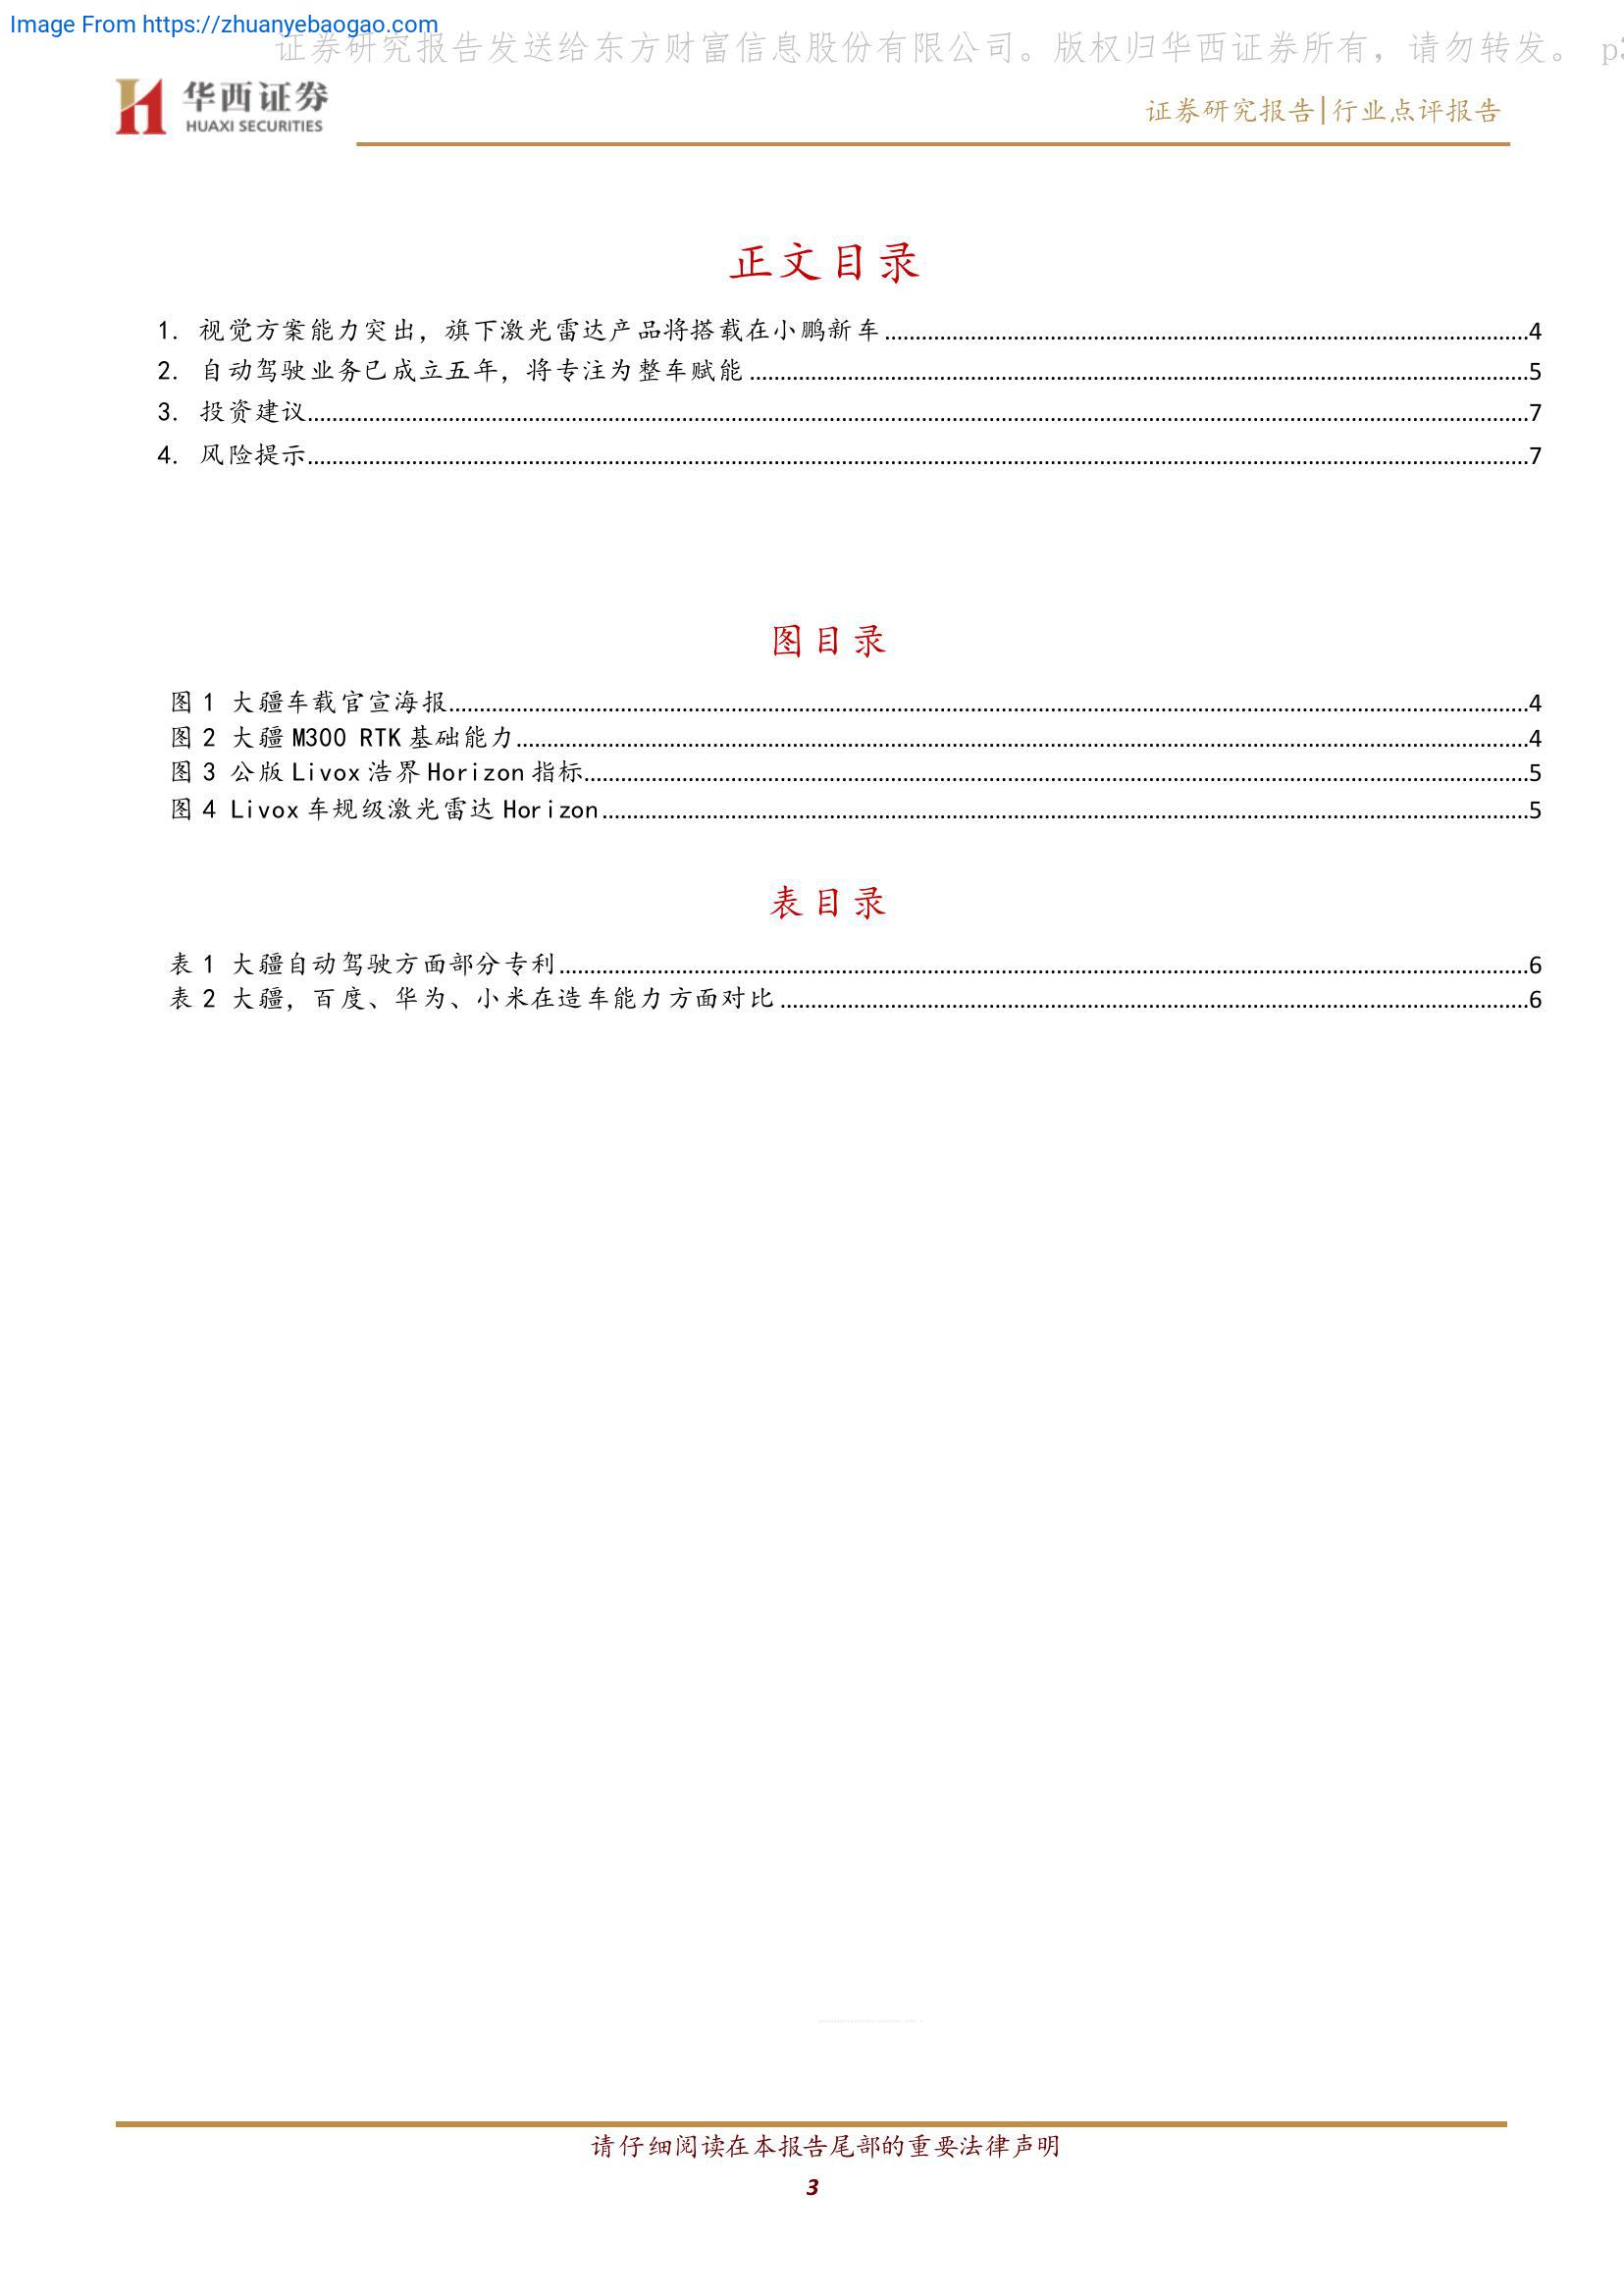 Image From https://zhuanyebaogao.com
证券研究报告发送给东方财富信息股份有限公司。版权归华西证券所有，请勿转发。 p3
华西证券
HUAXI SECURITIES
证券研究报告|行业点评报告
正文目录
1. 视觉方案能力突出，旗下激光雷达产品将搭载在小鹏新车 4
2. 自动驾驶业务已成立五年，将专注为整车赋能 5
3. 投资建议 7
4. 风险提示 7
图目录
图 1 大疆车载官宣海报 4
图 2 大疆 M300 RTK 基础能力 4
图 3 公版 Livox 浩界 Horizon 指标 5
图 4 Livox 车规级激光雷达 Horizon 5
表目录
表 1 大疆自动驾驶方面部分专利 6
表 2 大疆，百度、华为、小米在造车能力方面对比 6
请仔细阅读在本报告尾部的重要法律声明
3